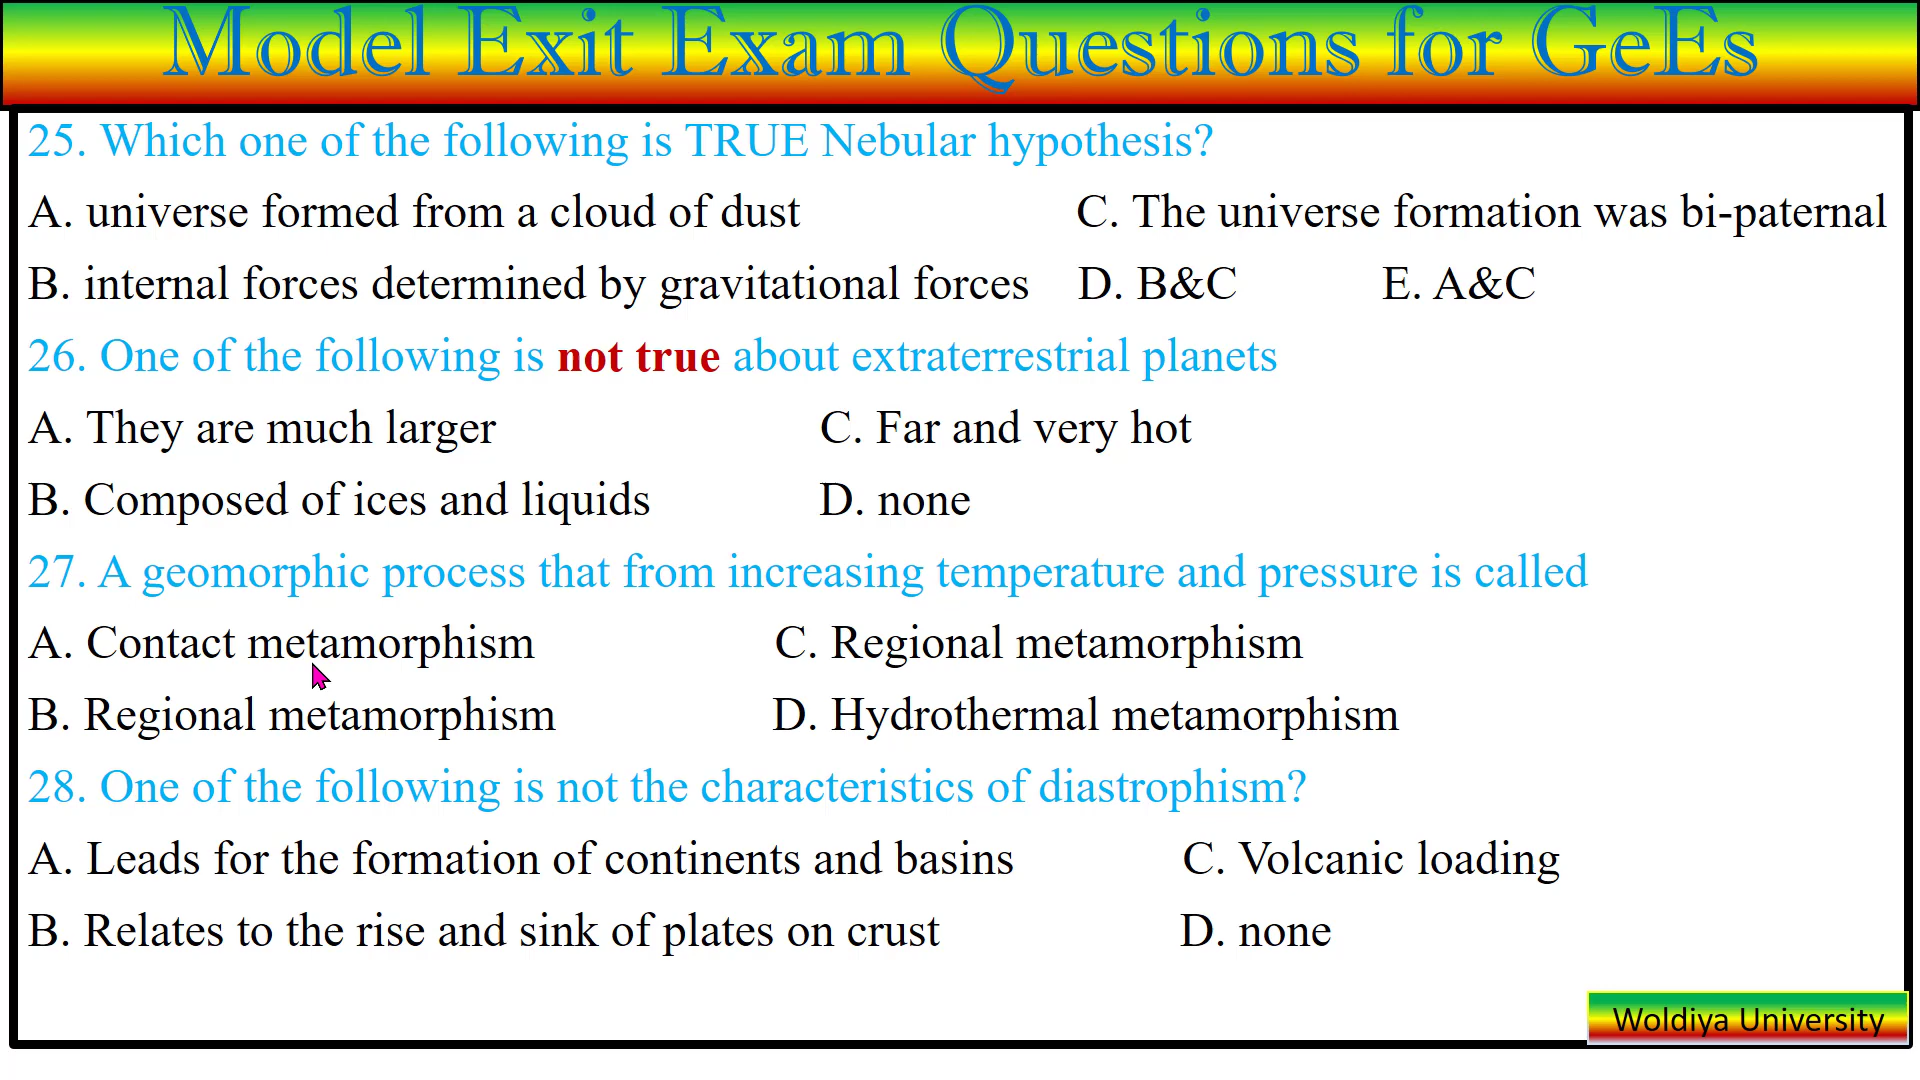 Model Exit Exam Questions for GeEs
25. Which one of the following is TRUE Nebular hypothesis?
A. universe formed from a cloud of dust C. The universe formation was bi-paternal
B. internal forces determined by gravitational forces D. B&C E. A&C
26. One of the following is not true about extraterrestrial planets
A. They are much larger C. Far and very hot
B. Composed of ices and liquids D. none
27. A geomorphic process that from increasing temperature and pressure is called
A. Contact metamorphism C. Regional metamorphism
B. Regional metamorphism D. Hydrothermal metamorphism
28. One of the following is not the characteristics of diastrophism?
A. Leads for the formation of continents and basins C. Volcanic loading
B. Relates to the rise and sink of plates on crust D. none
Woldiya University